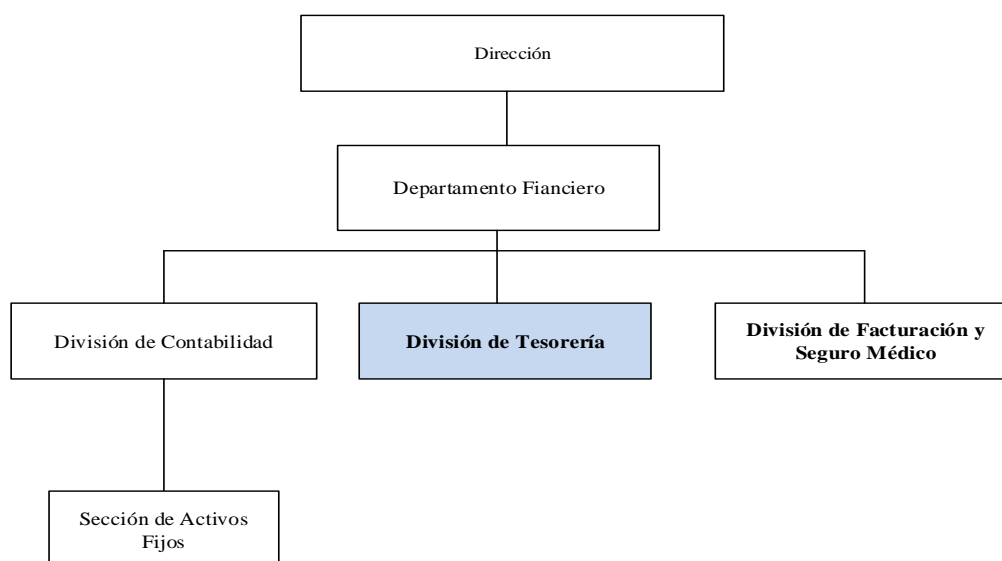 Dirección
Departamento Fianciero
División de Contabilidad
División de Tesorería
División de Facturación y
Seguro Médico
Sección de Activos
Fijos